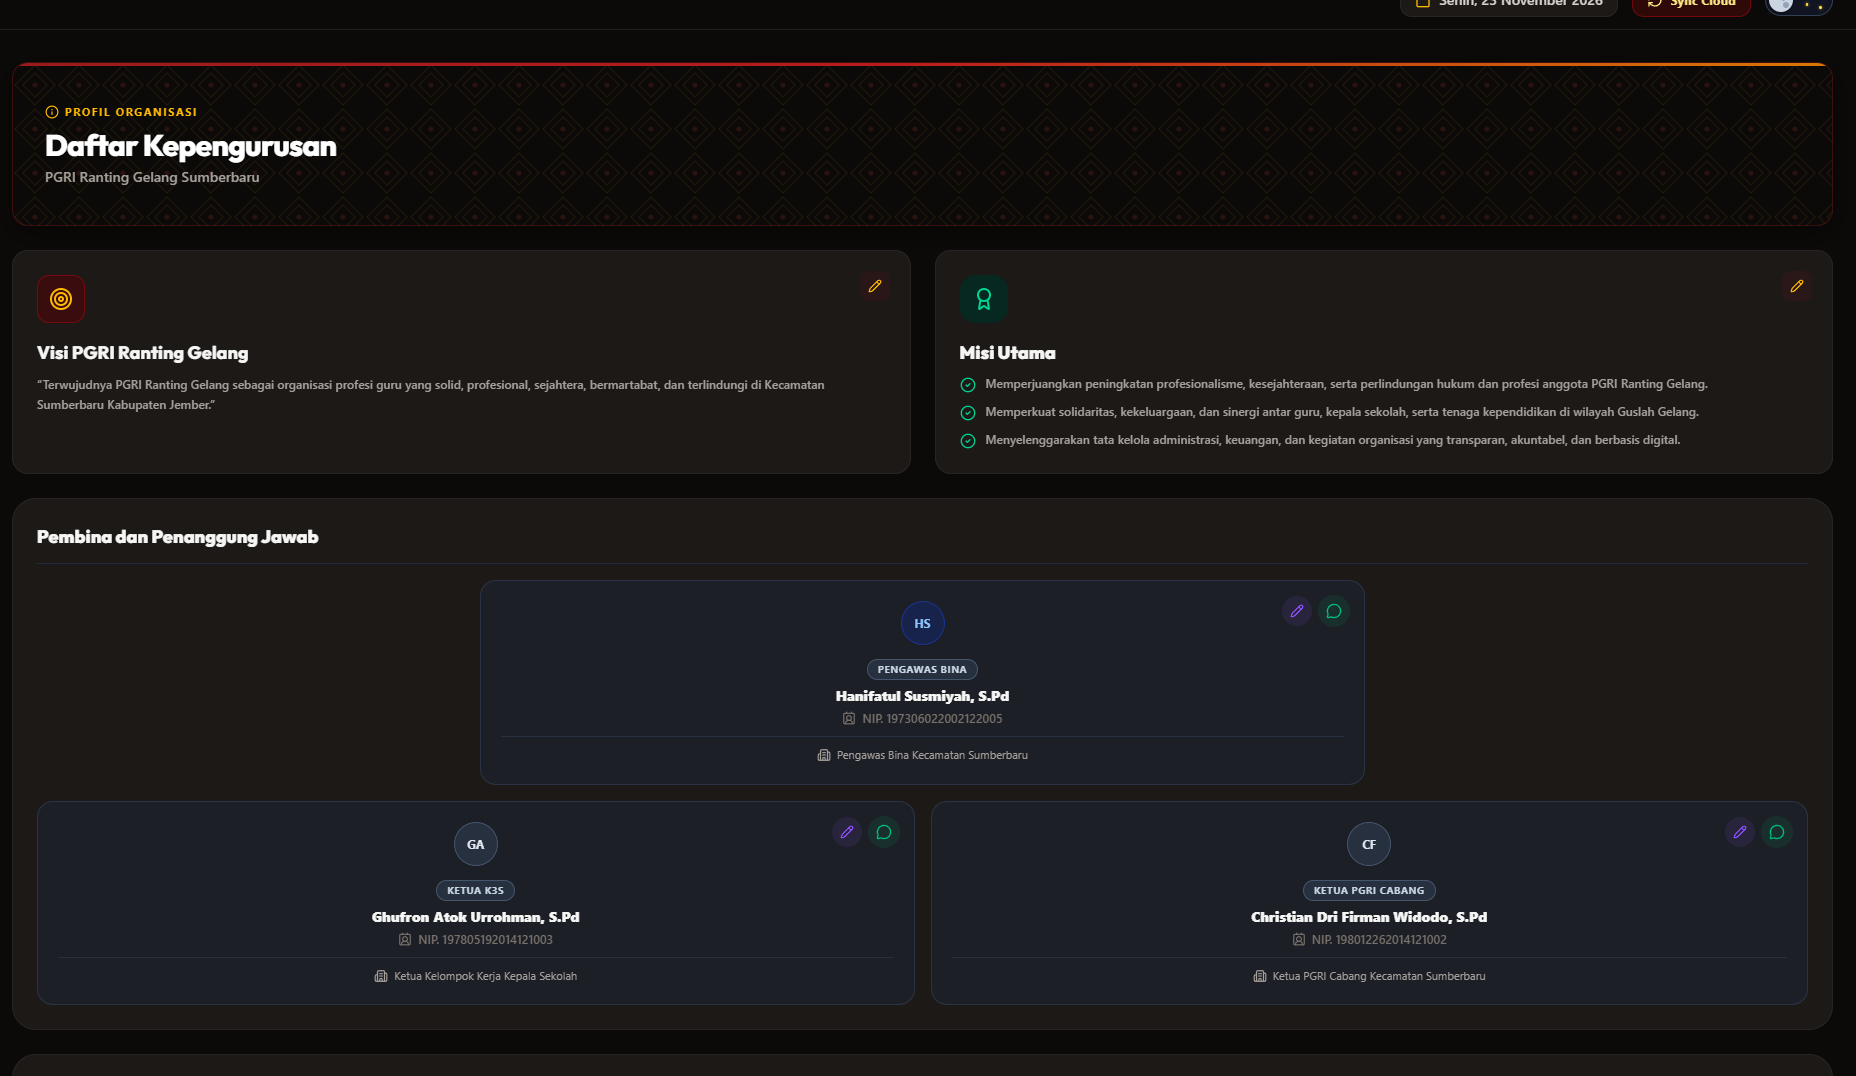 Senin, 23 November 2026
Sync Cloud
PROFIL ORGANISASI
Daftar Kepengurusan
PGRI Ranting Gelang Sumberbaru
Visi PGRI Ranting Gelang
"Terwujudnya PGRI Ranting Gelang sebagai organisasi profesi guru yang solid, profesional, sejahtera, bermartabat, dan terlindungi di Kecamatan
Sumberbaru Kabupaten Jember."
Misi Utama
Memperjuangkan peningkatan profesionalisme, kesejahteraan, serta perlindungan hukum dan profesi anggota PGRI Ranting Gelang.
Memperkuat solidaritas, kekeluargaan, dan sinergi antar guru, kepala sekolah, serta tenaga kependidikan di wilayah Guslah Gelang.
Menyelenggarakan tata kelola administrasi, keuangan, dan kegiatan organisasi yang transparan, akuntabel, dan berbasis digital.
Pembina dan Penanggung Jawab
HS
PENGAWAS BINA
Hanifatul Susmiyah, S.Pd
NIP. 197306022002122005
Pengawas Bina Kecamatan Sumberbaru
GA
KETUA K3S
Ghufron Atok Urrohman, S.Pd
NIP. 197805192014121003
Ketua Kelompok Kerja Kepala Sekolah
CF
KETUA PGRI CABANG
Christian Dri Firman Widodo, S.Pd
NIP. 198012262014121002
Ketua PGRI Cabang Kecamatan Sumberbaru